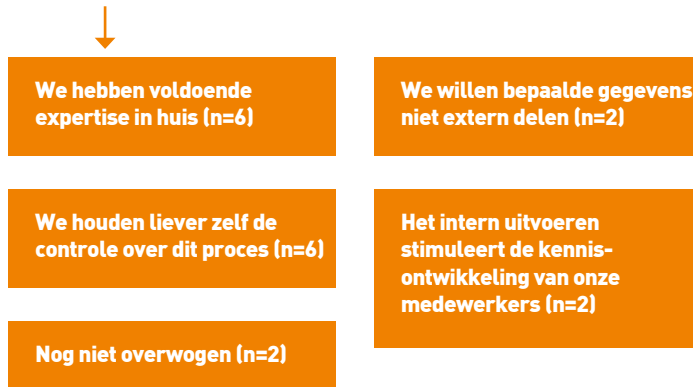 We hebben voldoende
expertise in huis (n=6)
We houden liever zelf de
controle over dit proces (n=6)
Nog niet overwogen (n=2)
We willen bepaalde gegevens
niet extern delen (n=2)
Het intern uitvoeren
stimuleert de kennis-
ontwikkeling van onze
medewerkers (n=2)